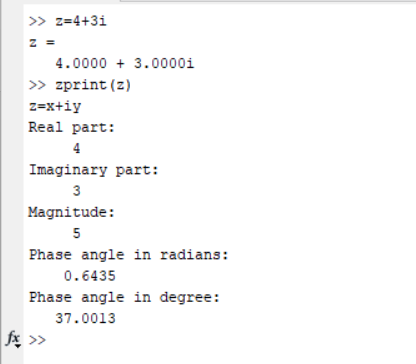 >> z=4+3i
z =
4.0000 + 3.0000i
>> zprint(z)
z=x+iy
Real part:
4
Imaginary part:
3
Magnitude:
5
Phase angle in radians:
0.6435
Phase angle in degree:
37.0013
fx >>